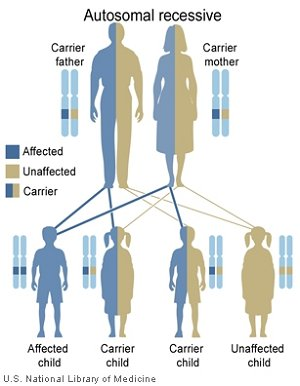 Autosomal recessive
Carrier
father
Carrier
mother
Affected
Unaffected
Carrier
Affected
child
Carrier
child
Carrier
child
Unaffected
child
U.S. National Library of Medicine